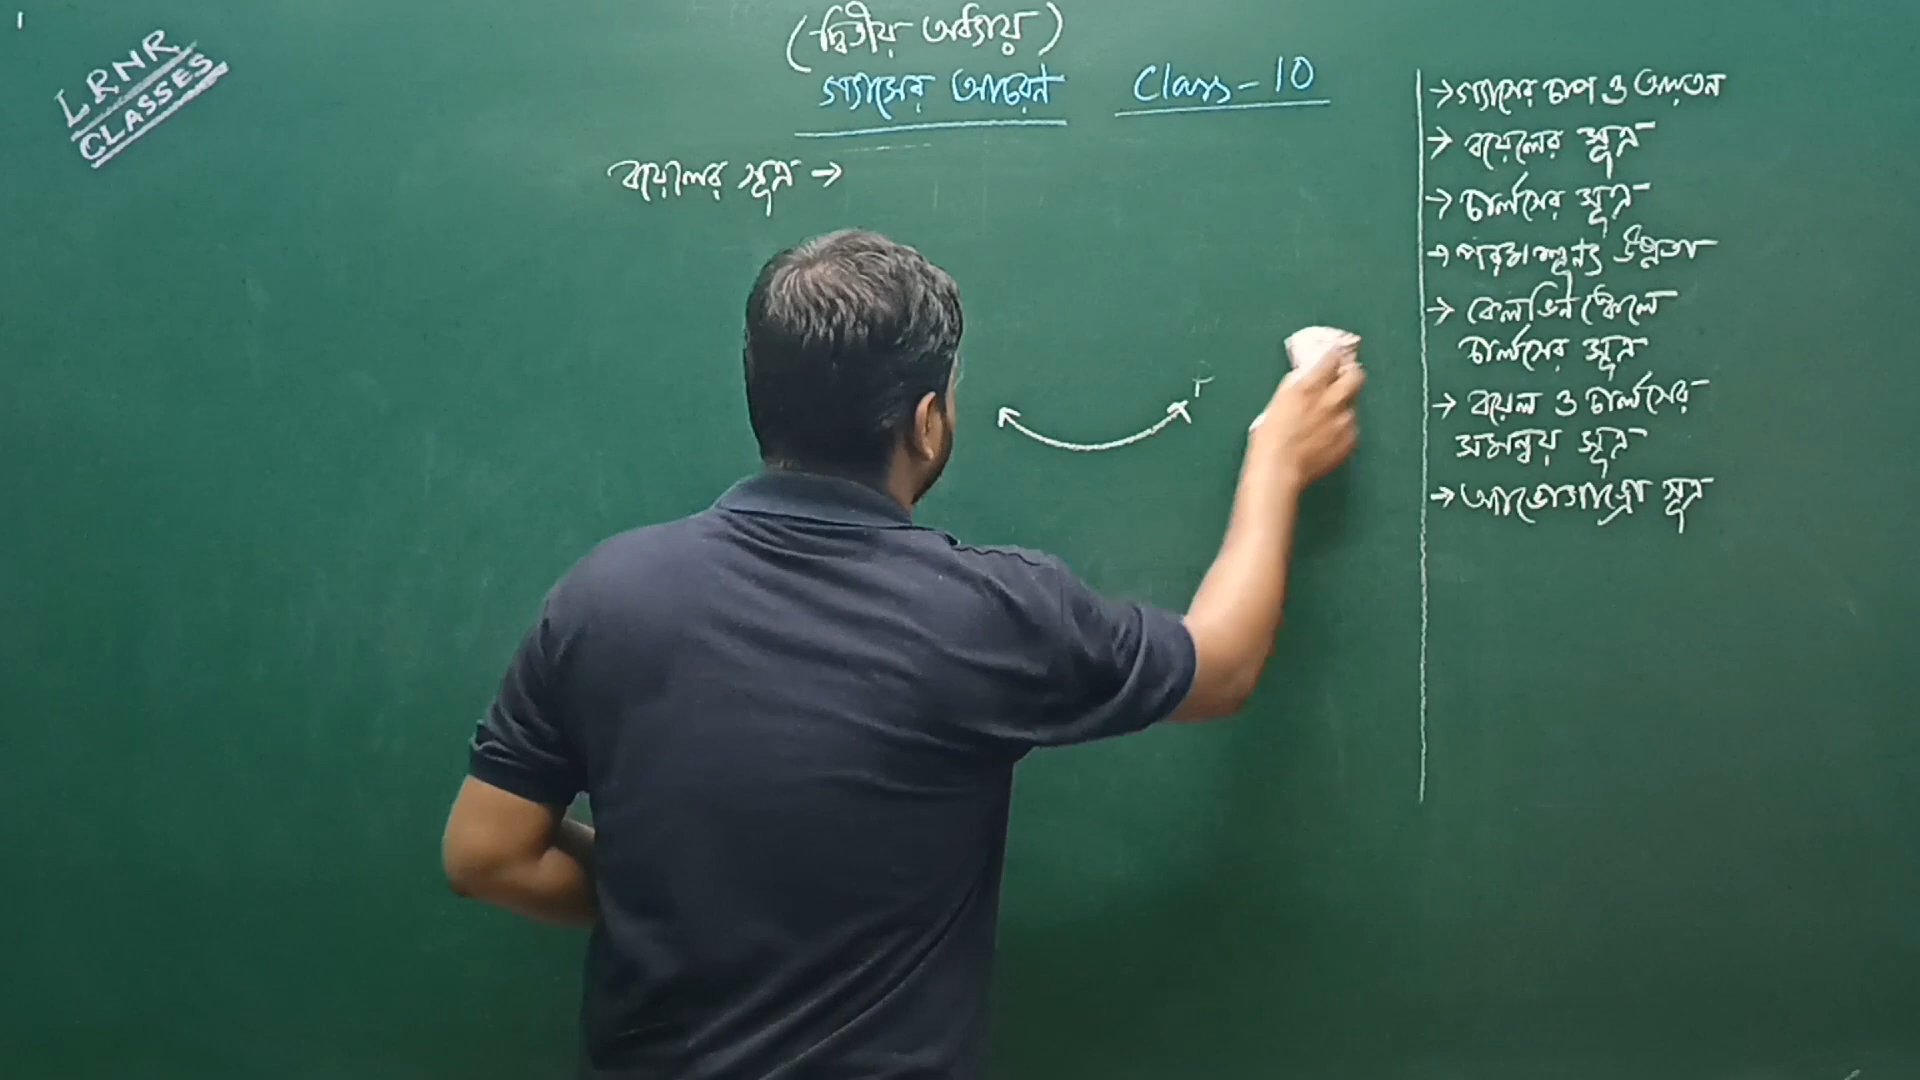 LRNR
CLASSES
(দ্বিতীয় অধ্যায়)
গ্যাসের আচরণ Class - 10
বয়েলের সূত্র →
→ গ্যাসের চাপ ও আয়তন
→ বয়েলের সূত্র
→ চার্লসের সূত্র
→ পরমশূন্য উষ্ণতা
→ কেলভিন স্কেলে
চার্লসের সূত্র
→ বয়েল ও চার্লসের
সমন্বয় সূত্র
→ অ্যাভোগাড্রো সূত্র